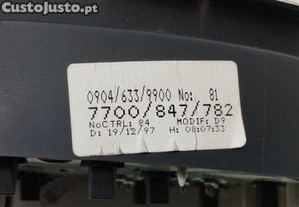 CustoJusto.pt
0904/633/9900 No: 81
7700/847/782
NoCTRL: 84 MODIF: D9
D: 19/12/97 H: 08:07:33